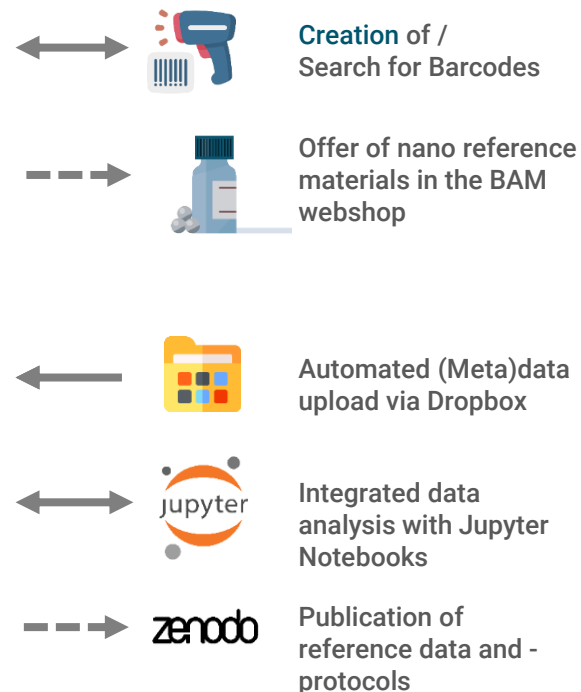 Creation of /
Search for Barcodes
Offer of nano reference
materials in the BAM
webshop
Automated (Meta)data
upload via Dropbox
jupyter
Integrated data
analysis with Jupyter
Notebooks
zenodo
Publication of
reference data and -
protocols